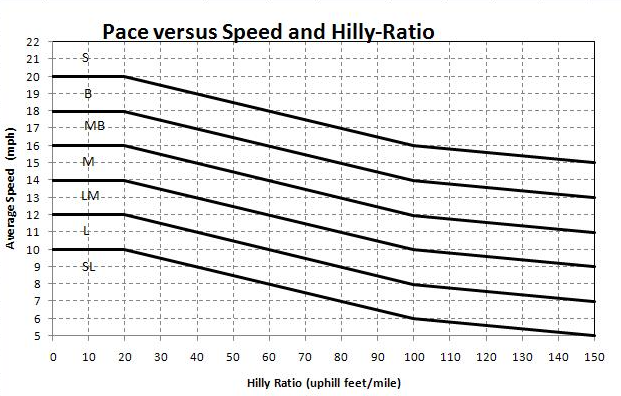 Pace versus Speed and Hilly-Ratio
22
21
20
19
18
17
16
15
14
13
12
11
10
9
8
7
6
5
Average Speed (mph)
S
B
MB
M
LM
L
SL
0 10 20 30 40 50 60 70 80 90 100 110 120 130 140 150
Hilly Ratio (uphill feet/mile)